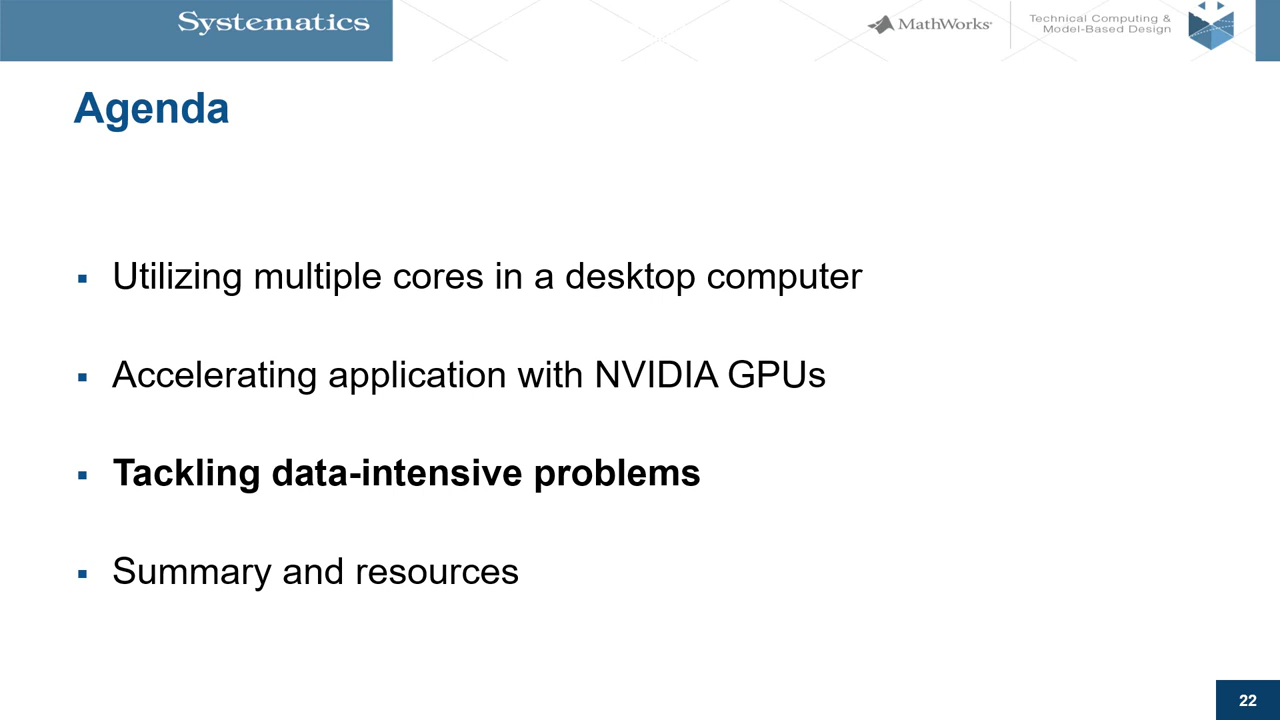 Systematics
MathWorks
Technical Computing &
Model-Based Design
Agenda
Utilizing multiple cores in a desktop computer
Accelerating application with NVIDIA GPUs
Tackling data-intensive problems
Summary and resources
22